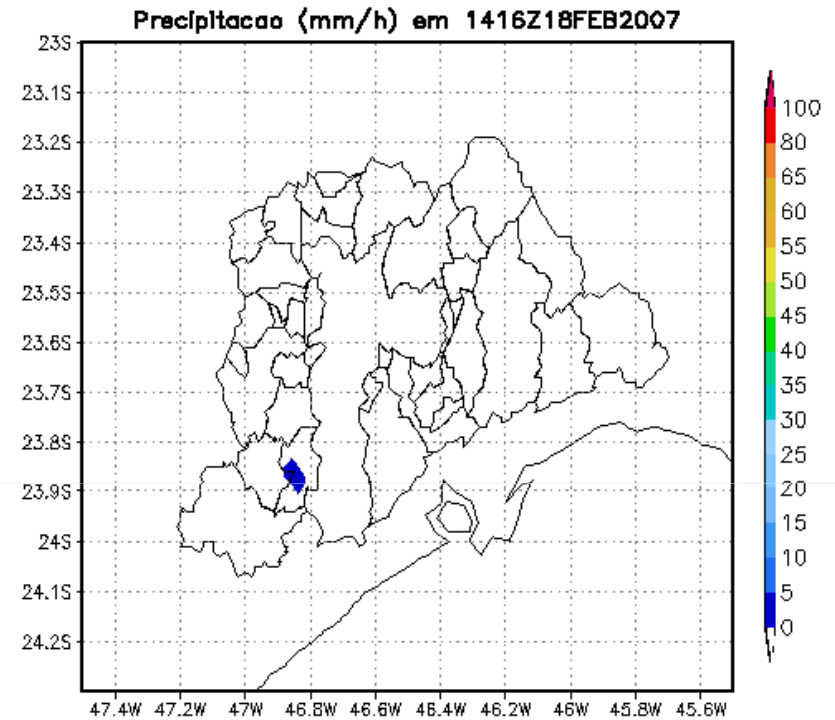 Precipitacao (mm/h) em 1416Z18FEB2007
23S
23.1S
23.2S
23.3S
23.4S
23.5S
23.6S
23.7S
23.8S
23.9S
24S
24.1S
24.2S
47.4W 47.2W 47W 46.8W 46.6W 46.4W 46.2W 46W 45.8W 45.6W
100
80
65
60
55
50
45
40
35
30
25
20
15
10
5
0